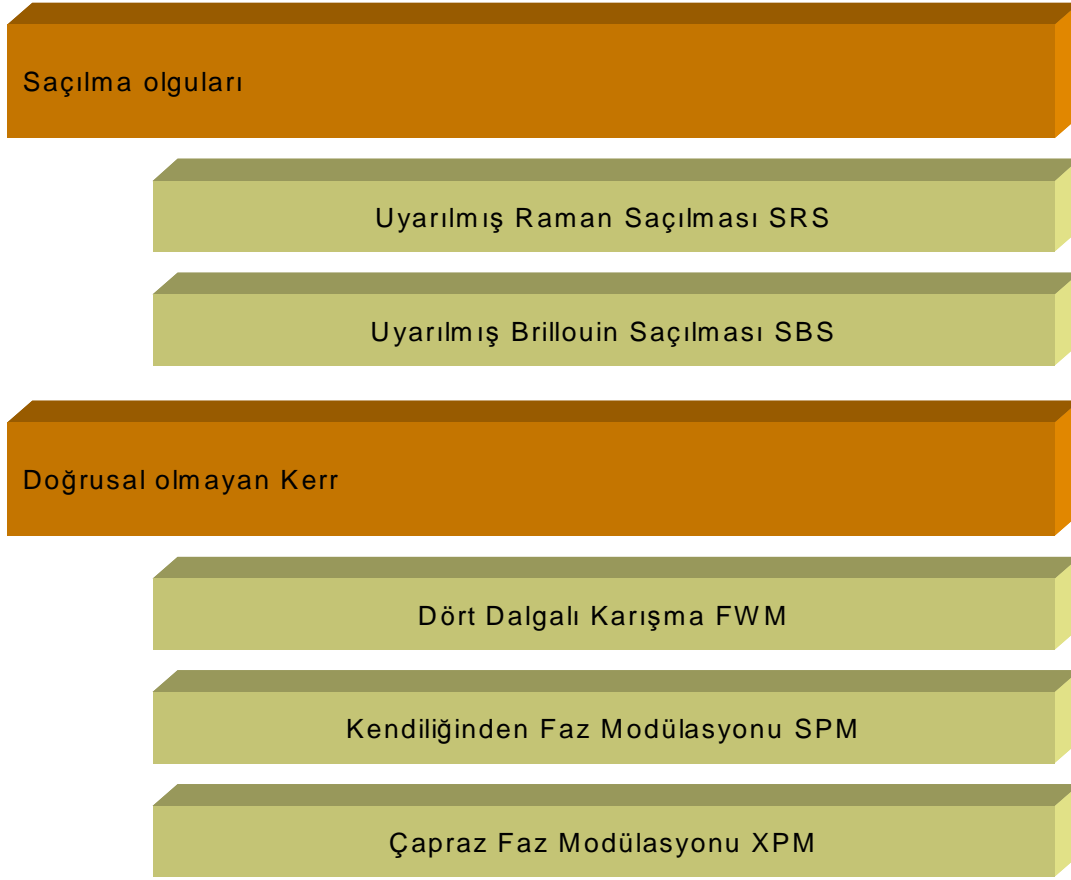 Saçılma olguları
Uyarılmış Raman Saçılması SRS
Uyarılmış Brillouin Saçılması SBS
Doğrusal olmayan Kerr
Dört Dalgalı Karışma FWM
Kendiliğinden Faz Modülasyonu SPM
Çapraz Faz Modülasyonu XPM